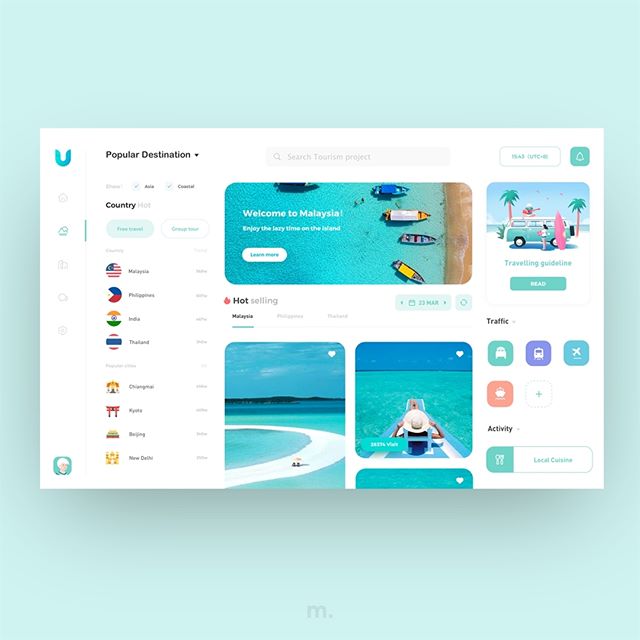 Popular Destination
Search Tourism project
15:43 (UTC+8)
Show:
Asia
Coastal
Country Hot
Free travel
Group tour
Country
Malaysia
Philippines
India
Thailand
Popular cities
Chiangmai
Kyoto
Beijing
New Delhi
Welcome to Malaysia!
Enjoy the lazy time on the island
Learn more
Hot selling
23 MAR
Malaysia
Philippines
Thailand
26374 Visit
Travelling guideline
READ
Traffic
Activity
Local Cuisine
m.